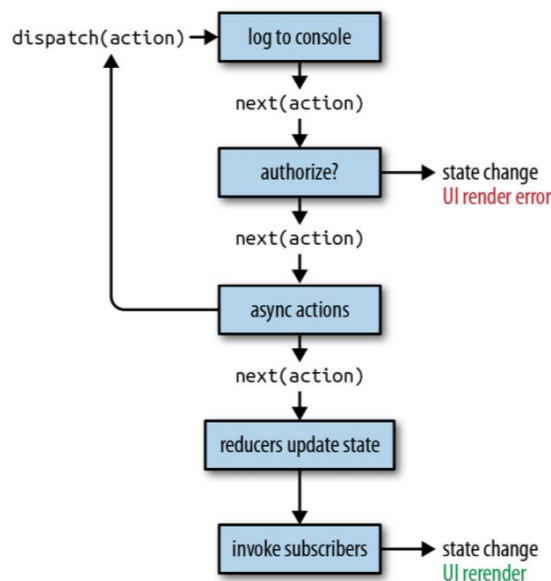 dispatch(action)
log to console
next(action)
authorize?
state change
UI render error
next(action)
async actions
next(action)
reducers update state
invoke subscribers
state change
UI rerender